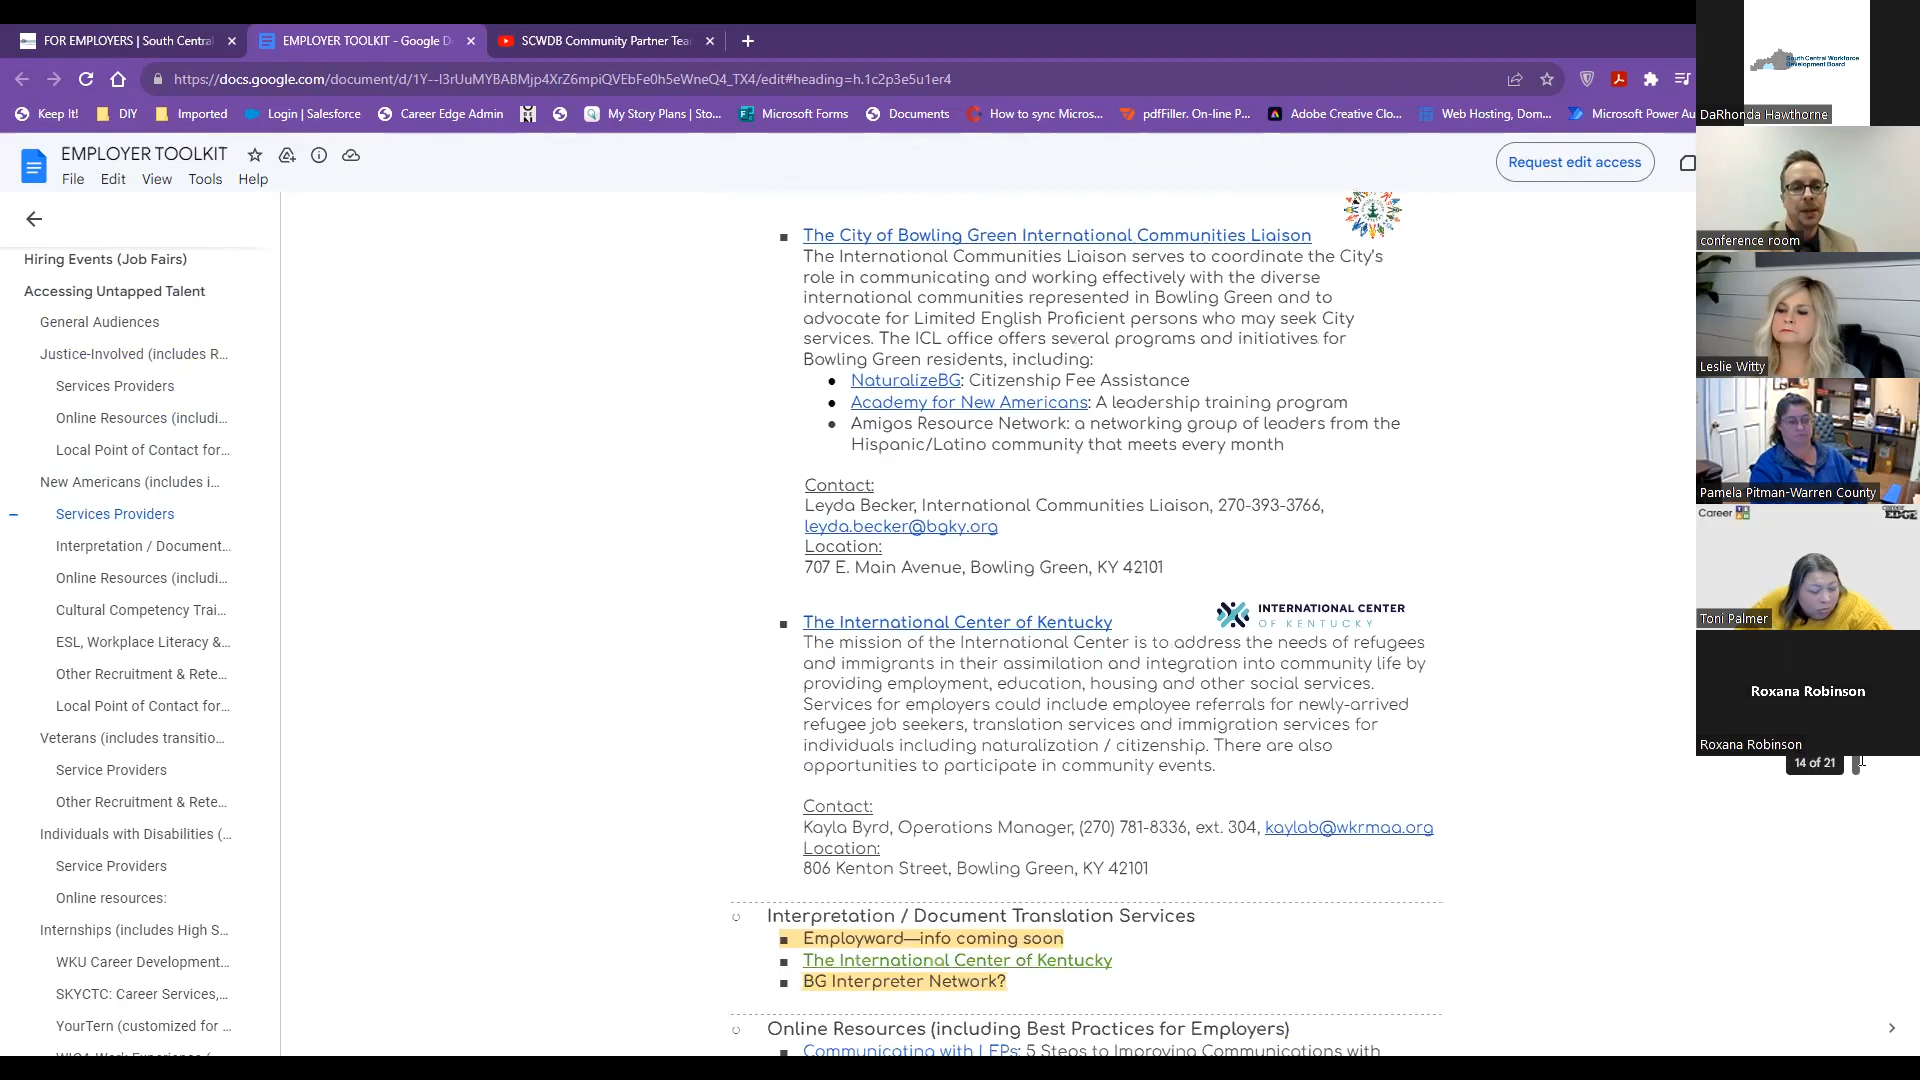 FOR EMPLOYERS | South Central
EMPLOYER TOOLKIT - Google D
SCWDB Community Partner Tea
https://docs.google.com/document/d/1Y--I3rUuMYBABMjp4XrZ6mpiQVEbFe0h5eWneQ4_TX4/edit#heading=h.1c2p3e5u1er4
Keep It!
DIY
Imported
Login | Salesforce
Career Edge Admin
My Story Plans | Sto...
Microsoft Forms
Documents
How to sync Micros...
pdfFiller. On-line P...
Adobe Creative Clo...
Web Hosting, Dom...
Microsoft Power Au
EMPLOYER TOOLKIT
File Edit View Tools Help
Request edit access
Hiring Events (Job Fairs)
Accessing Untapped Talent
General Audiences
Justice-Involved (includes R...
Services Providers
Online Resources (includi...
Local Point of Contact for...
New Americans (includes i...
Services Providers
Interpretation / Document...
Online Resources (includi...
Cultural Competency Trai...
ESL, Workplace Literacy &...
Other Recruitment & Rete...
Local Point of Contact for...
Veterans (includes transitio...
Service Providers
Other Recruitment & Rete...
Individuals with Disabilities (...
Service Providers
Online resources:
Internships (includes High S...
WKU Career Development...
SKYCTC: Career Services,...
YourTern (customized for ...
The City of Bowling Green International Communities Liaison
The International Communities Liaison serves to coordinate the City's
role in communicating and working effectively with the diverse
international communities represented in Bowling Green and to
advocate for Limited English Proficient persons who may seek City
services. The ICL office offers several programs and initiatives for
Bowling Green residents, including:
NaturalizeBG: Citizenship Fee Assistance
Academy for New Americans: A leadership training program
Amigos Resource Network: a networking group of leaders from the
Hispanic/Latino community that meets every month
Contact:
Leyda Becker, International Communities Liaison, 270-393-3766,
leyda.becker@bgky.org
Location:
707 E. Main Avenue, Bowling Green, KY 42101
INTERNATIONAL CENTER
OF KENTUCKY
The International Center of Kentucky
The mission of the International Center is to address the needs of refugees
and immigrants in their assimilation and integration into community life by
providing employment, education, housing and other social services.
Services for employers could include employee referrals for newly-arrived
refugee job seekers, translation services and immigration services for
individuals including naturalization / citizenship. There are also
opportunities to participate in community events.
Contact:
Kayla Byrd, Operations Manager, (270) 781-8336, ext. 304, kaylab@wkrmaa.org
Location:
806 Kenton Street, Bowling Green, KY 42101
Interpretation / Document Translation Services
Employward—info coming soon
The International Center of Kentucky
BG Interpreter Network?
Online Resources (including Best Practices for Employers)
Communicating with LEPs: 5 Steps to Improving Communications with
South Central Workforce
Development Board
DaRhonda Hawthorne
conference room
Leslie Witty
Pamela Pitman-Warren County
Career TEAM
CAREER EDGE
Toni Palmer
Roxana Robinson
Roxana Robinson
14 of 21